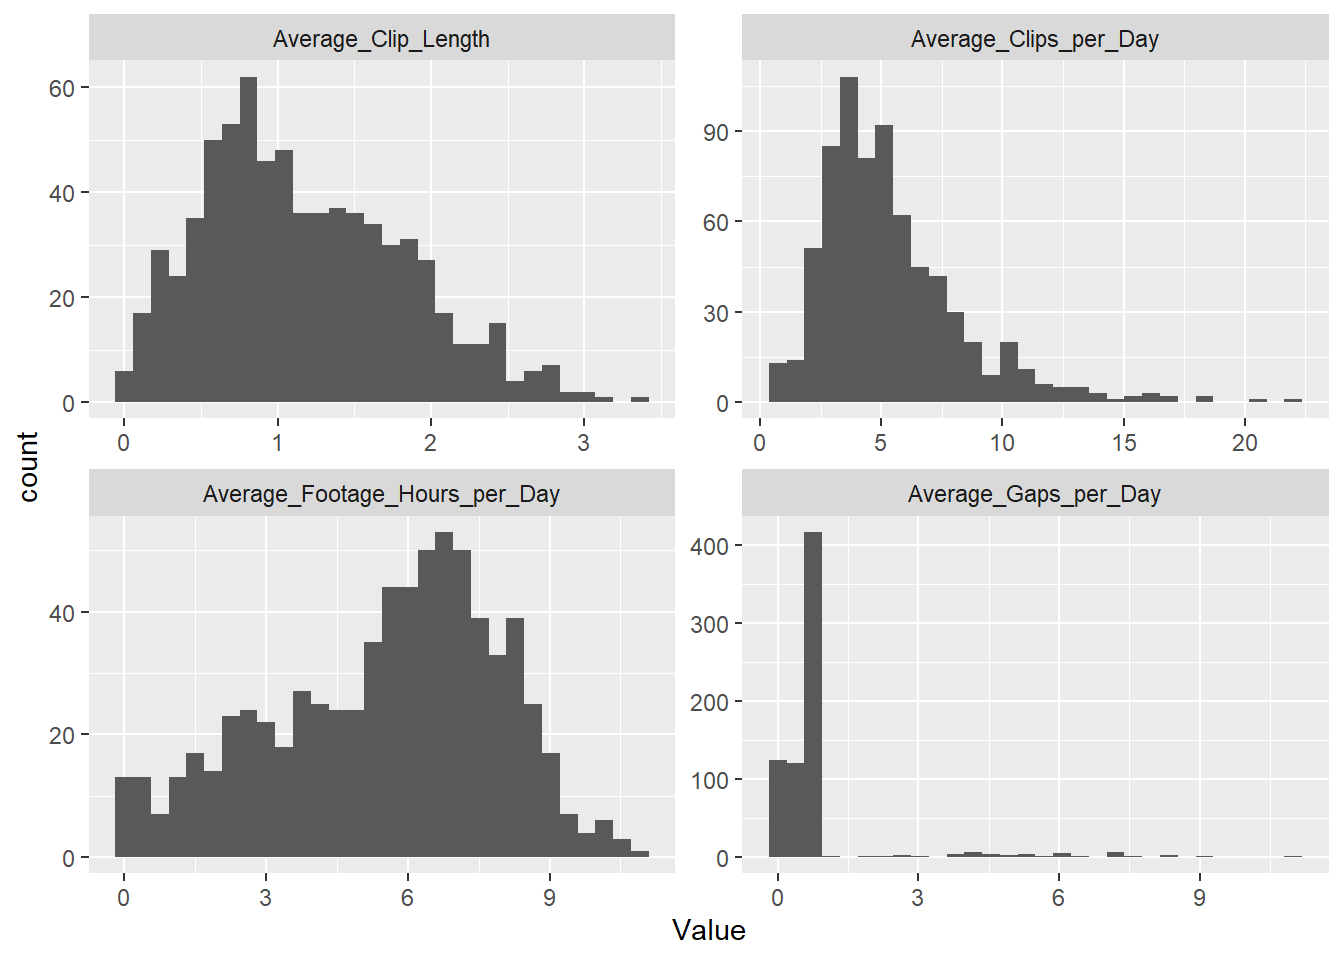 Average_Clip_Length
Average_Clips_per_Day
60
40
20
0
0 1 2 3
90
60
30
0
0 5 10 15 20
count
Average_Footage_Hours_per_Day
Average_Gaps_per_Day
40
20
0
0 3 6 9
400
300
200
100
0
0 3 6 9
Value